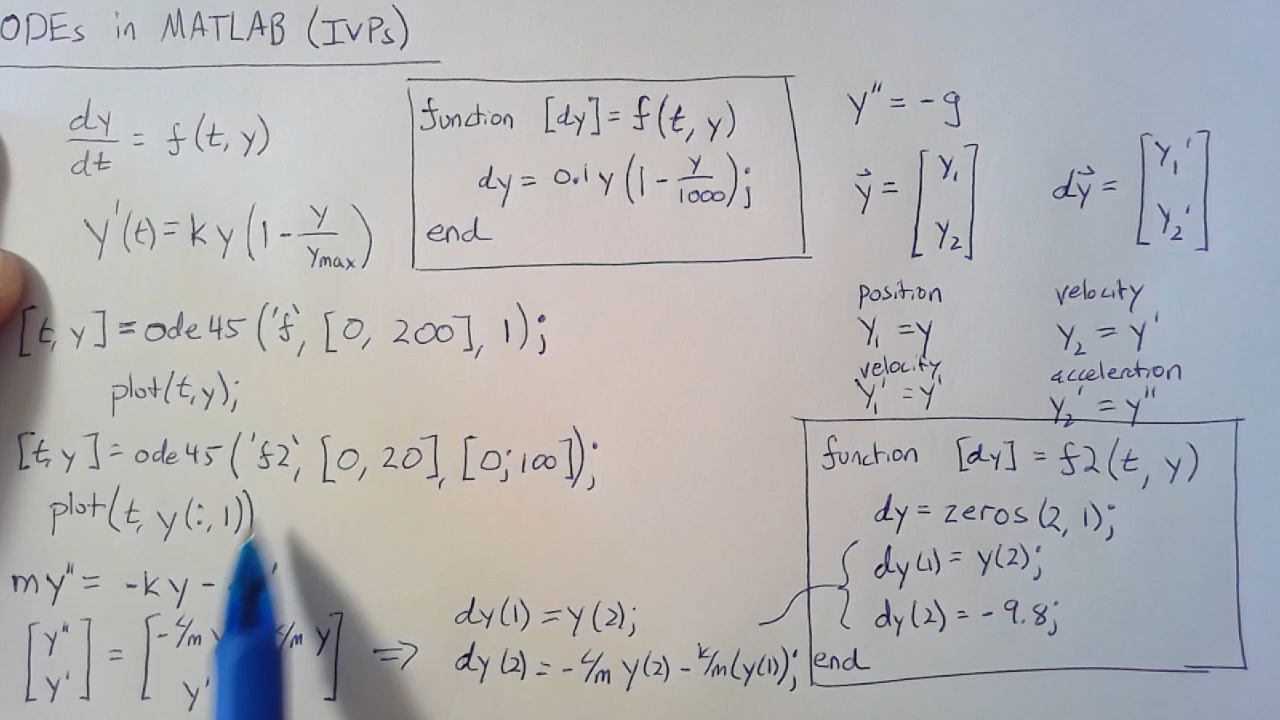 ODEs in MATLAB (IVPs)
dy/dt = f(t, y)
y'(t) = k y (1 - y/ymax)
function [dy] = f(t, y)
dy = 0.1 y (1 - y/1000);
end
[t, y] = ode45 ('f', [0, 200], 1);
plot(t, y);
[t, y] = ode45 ('f2', [0, 20], [0; 100]);
plot(t, y(:, 1))
my'' = -ky -
[y'' y'] = [-c/m /m y y']
⇒ dy(1) = y(2);
dy(2) = -c/m y(2) - k/m (y(1);
y'' = -g
y⃗ = [y1 y2]
dy⃗ = [y1' y2']
position
y1 = y
velocity
y1' = y'
velocity
y2 = y'
accelention
y2' = y''
function [dy] = f2(t, y)
dy = zeros(2, 1);
dy(1) = y(2);
dy(2) = -9.8;
end